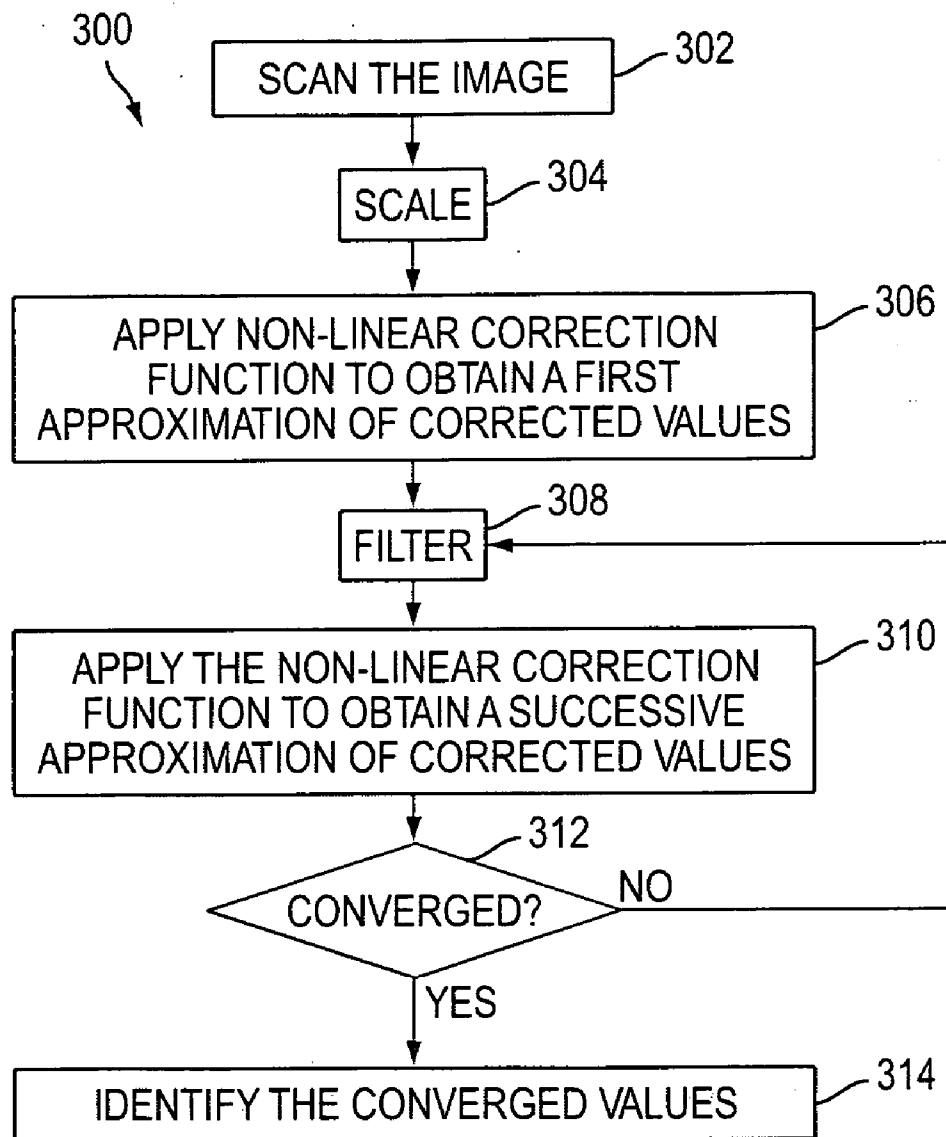 300
SCAN THE IMAGE
302
SCALE
304
APPLY NON-LINEAR CORRECTION
FUNCTION TO OBTAIN A FIRST
APPROXIMATION OF CORRECTED VALUES
306
FILTER
308
APPLY THE NON-LINEAR CORRECTION
FUNCTION TO OBTAIN A SUCCESSIVE
APPROXIMATION OF CORRECTED VALUES
310
CONVERGED?
312
NO
YES
IDENTIFY THE CONVERGED VALUES
314